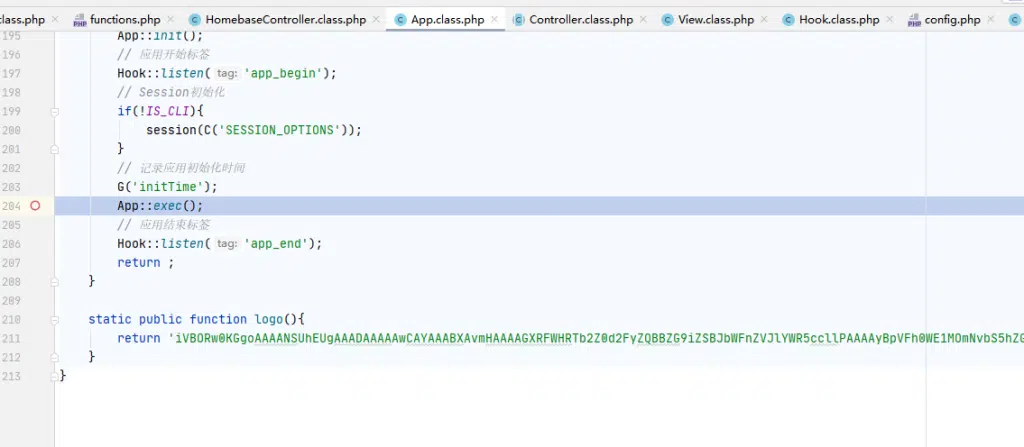 class.php functions.php HomebaseController.class.php App.class.php Controller.class.php View.class.php Hook.class.php config.php
195 App::init();
196 // 应用开始标签
197 Hook::listen( tag: 'app_begin');
198 // Session初始化
199 if(!IS_CLI){
200 session(C('SESSION_OPTIONS'));
201 }
202 // 记录应用初始化时间
203 G('initTime');
204 App::exec();
205 // 应用结束标签
206 Hook::listen( tag: 'app_end');
207 return ;
208 }
209
210 static public function logo(){
211 return 'iVBORw0KGgoAAAANSUhEUgAAADAAAAAwCAYAAABXAvmHAAAAGXRFWHRTb2Z0d2FyZQBBZG9iZSBJbWFnZVJlYWR5ccllPAAAAyBpVFh0WE1MOmNvbS5hZG
212 }
213 }